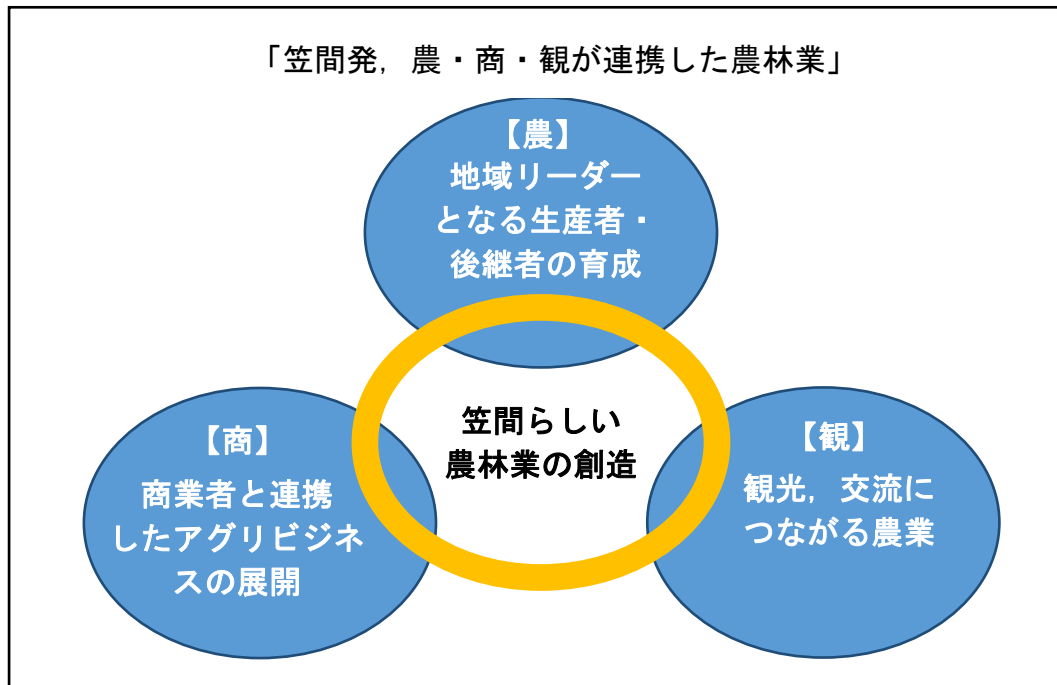 「笠間発，農・商・観が連携した農林業」
【農】
地域リーダー
となる生産者・
後継者の育成
笠間らしい
農林業の創造
【商】
商業者と連携
したアグリビジネ
スの展開
【観】
観光，交流に
つながる農業